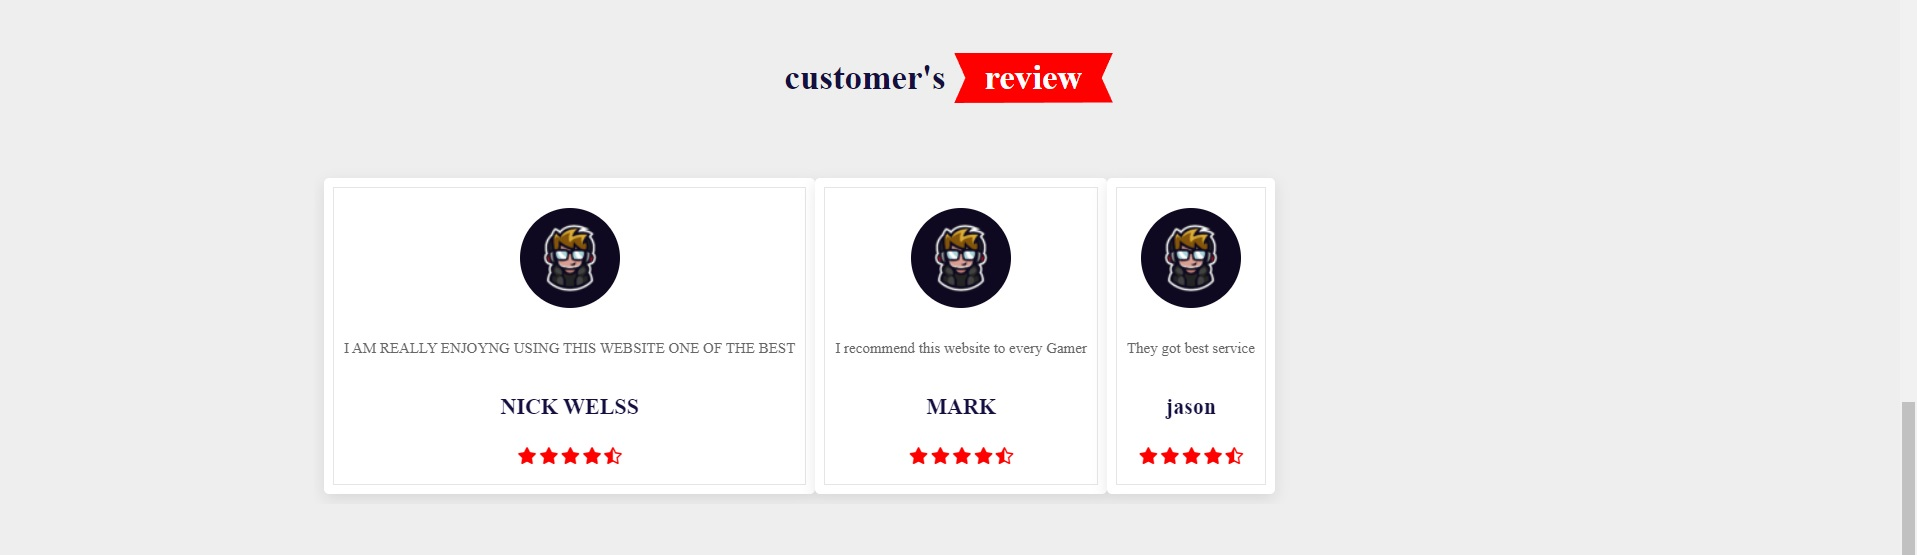 customer's review
I AM REALLY ENJOYNG USING THIS WEBSITE ONE OF THE BEST
NICK WELSS
I recommend this website to every Gamer
MARK
They got best service
jason